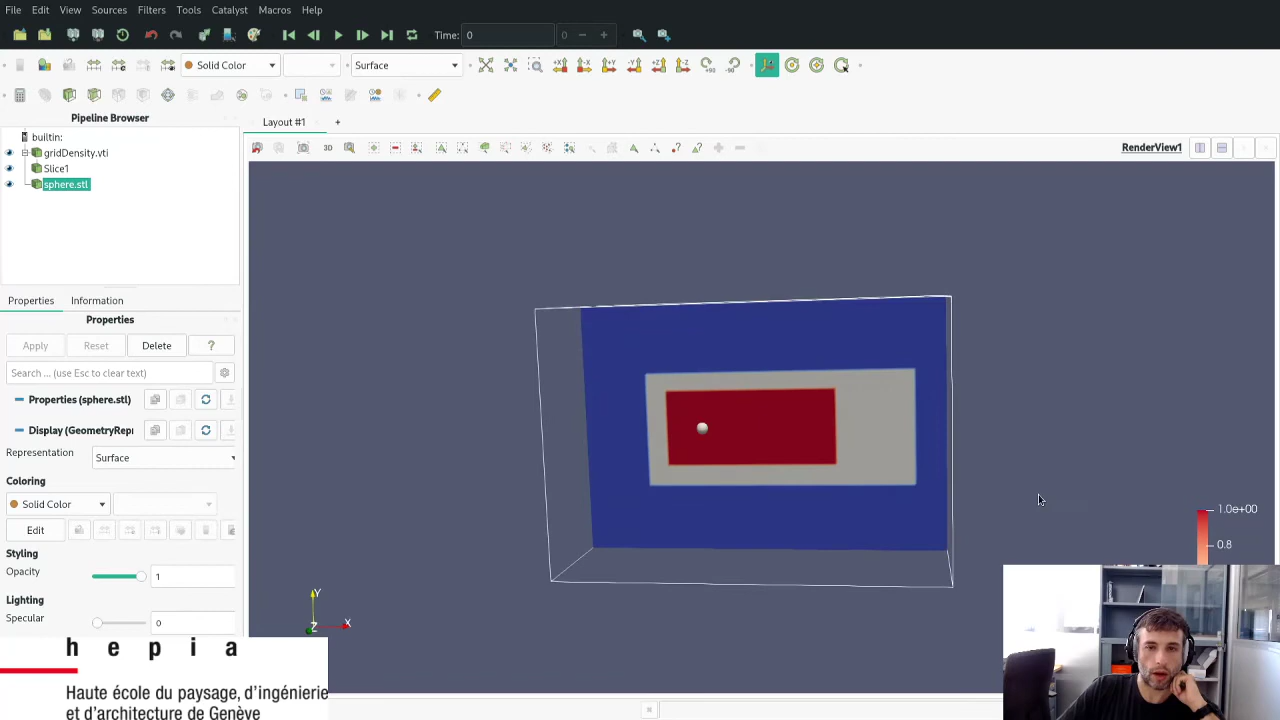 File Edit View Sources Filters Tools Catalyst Macros Help
Time: 0 0
Solid Color Surface
Pipeline Browser
Layout #1
builtin:
3D
RenderView1
gridDensity.vti
Slice1
sphere.stl
Properties Information
Properties
Apply Reset Delete ?
Search ... (use Esc to clear text)
Properties (sphere.stl)
Display (GeometryRep
Representation Surface
Coloring
Solid Color
Edit
Styling
Opacity 1
Lighting
Specular 0
1.0e+00
0.8
Y
Z X
h e p i a
Haute école du paysage, d'ingénierie
et d'architecture de Genève